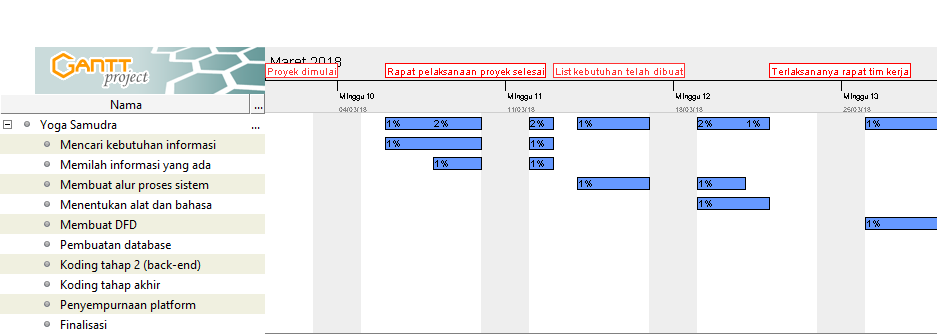 GANTT
project
Maret 2018
Proyek dimulai
Rapat pelaksanaan proyek selesai
List kebutuhan telah dibuat
Terlaksananya rapat tim kerja
Nama
...
Minggu 10
Minggu 11
Minggu 12
Minggu 13
04/03/18
11/03/18
18/03/18
25/03/18
Yoga Samudra
...
1%
2%
2%
1%
2%
1%
1%
Mencari kebutuhan informasi
1%
1%
Memilah informasi yang ada
1%
1%
Membuat alur proses sistem
1%
1%
Menentukan alat dan bahasa
1%
Membuat DFD
1%
Pembuatan database
Koding tahap 2 (back-end)
Koding tahap akhir
Penyempurnaan platform
Finalisasi